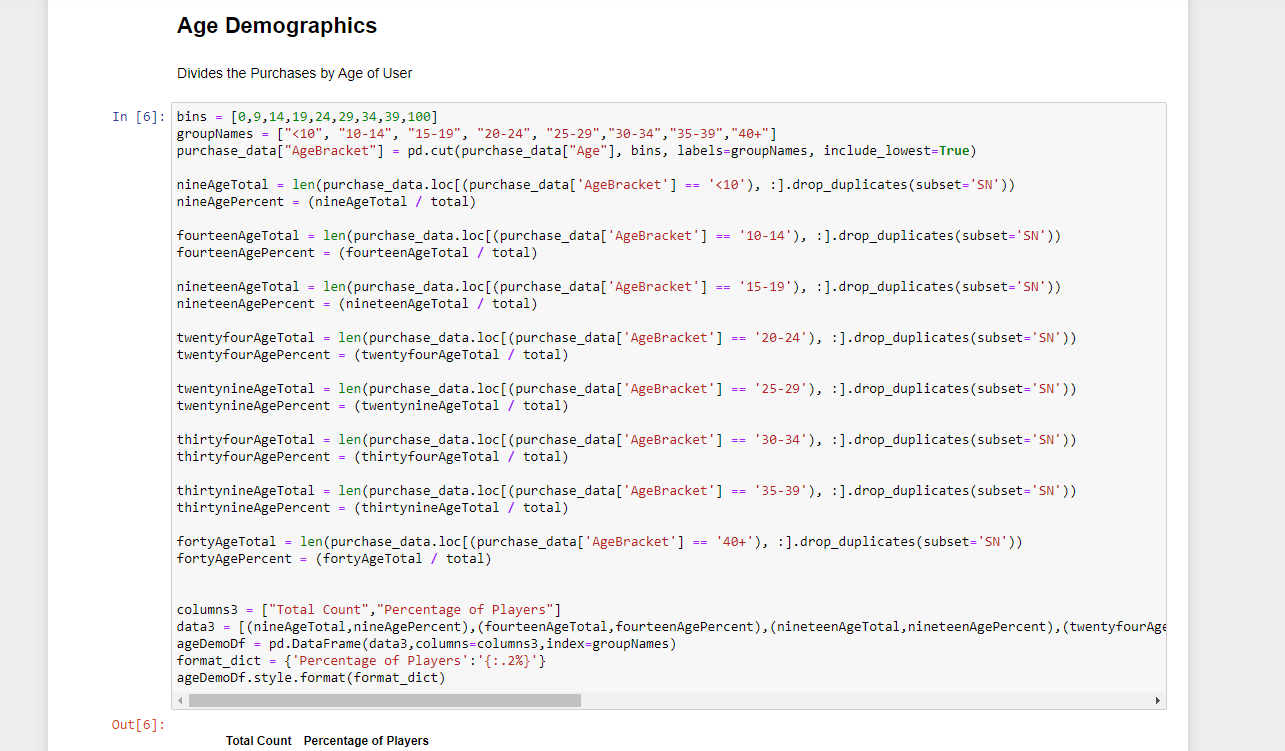 Age Demographics
Divides the Purchases by Age of User
In [6]:
bins = [0,9,14,19,24,29,34,39,100]
groupNames = ["<10", "10-14", "15-19", "20-24", "25-29","30-34","35-39","40+"]
purchase_data["AgeBracket"] = pd.cut(purchase_data["Age"], bins, labels=groupNames, include_lowest=True)
nineAgeTotal = len(purchase_data.loc[(purchase_data['AgeBracket'] == '<10'), :].drop_duplicates(subset='SN'))
nineAgePercent = (nineAgeTotal / total)
fourteenAgeTotal = len(purchase_data.loc[(purchase_data['AgeBracket'] == '10-14'), :].drop_duplicates(subset='SN'))
fourteenAgePercent = (fourteenAgeTotal / total)
nineteenAgeTotal = len(purchase_data.loc[(purchase_data['AgeBracket'] == '15-19'), :].drop_duplicates(subset='SN'))
nineteenAgePercent = (nineteenAgeTotal / total)
twentyfourAgeTotal = len(purchase_data.loc[(purchase_data['AgeBracket'] == '20-24'), :].drop_duplicates(subset='SN'))
twentyfourAgePercent = (twentyfourAgeTotal / total)
twentynineAgeTotal = len(purchase_data.loc[(purchase_data['AgeBracket'] == '25-29'), :].drop_duplicates(subset='SN'))
twentynineAgePercent = (twentynineAgeTotal / total)
thirtyfourAgeTotal = len(purchase_data.loc[(purchase_data['AgeBracket'] == '30-34'), :].drop_duplicates(subset='SN'))
thirtyfourAgePercent = (thirtyfourAgeTotal / total)
thirtynineAgeTotal = len(purchase_data.loc[(purchase_data['AgeBracket'] == '35-39'), :].drop_duplicates(subset='SN'))
thirtynineAgePercent = (thirtynineAgeTotal / total)
fortyAgeTotal = len(purchase_data.loc[(purchase_data['AgeBracket'] == '40+'), :].drop_duplicates(subset='SN'))
fortyAgePercent = (fortyAgeTotal / total)
columns3 = ["Total Count","Percentage of Players"]
data3 = [(nineAgeTotal,nineAgePercent),(fourteenAgeTotal,fourteenAgePercent),(nineteenAgeTotal,nineteenAgePercent),(twentyfourAge
ageDemoDf = pd.DataFrame(data3,columns=columns3,index=groupNames)
format_dict = {'Percentage of Players':'{:.2%}'}
ageDemoDf.style.format(format_dict)
Out[6]:
Total Count Percentage of Players